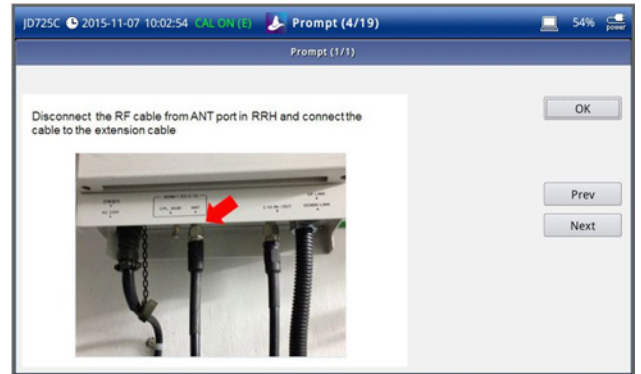 JD725C 2015-11-07 10:02:54 CAL ON (E) Prompt (4/19) 54% power
Prompt (1/1)
Disconnect the RF cable from ANT port in RRH and connect the
cable to the extension cable
OK
Prev
Next
ANT
DOWN LINK